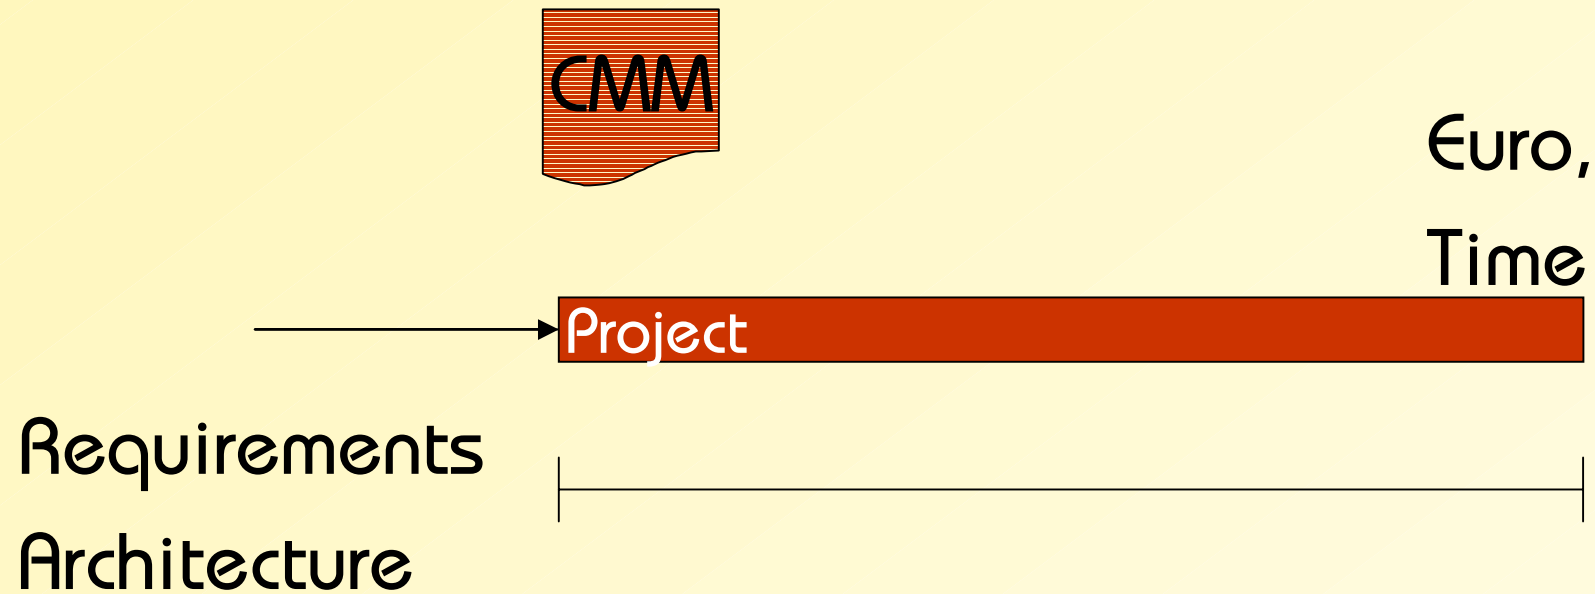 CMM
Euro,
Time
Project
Requirements
Architecture